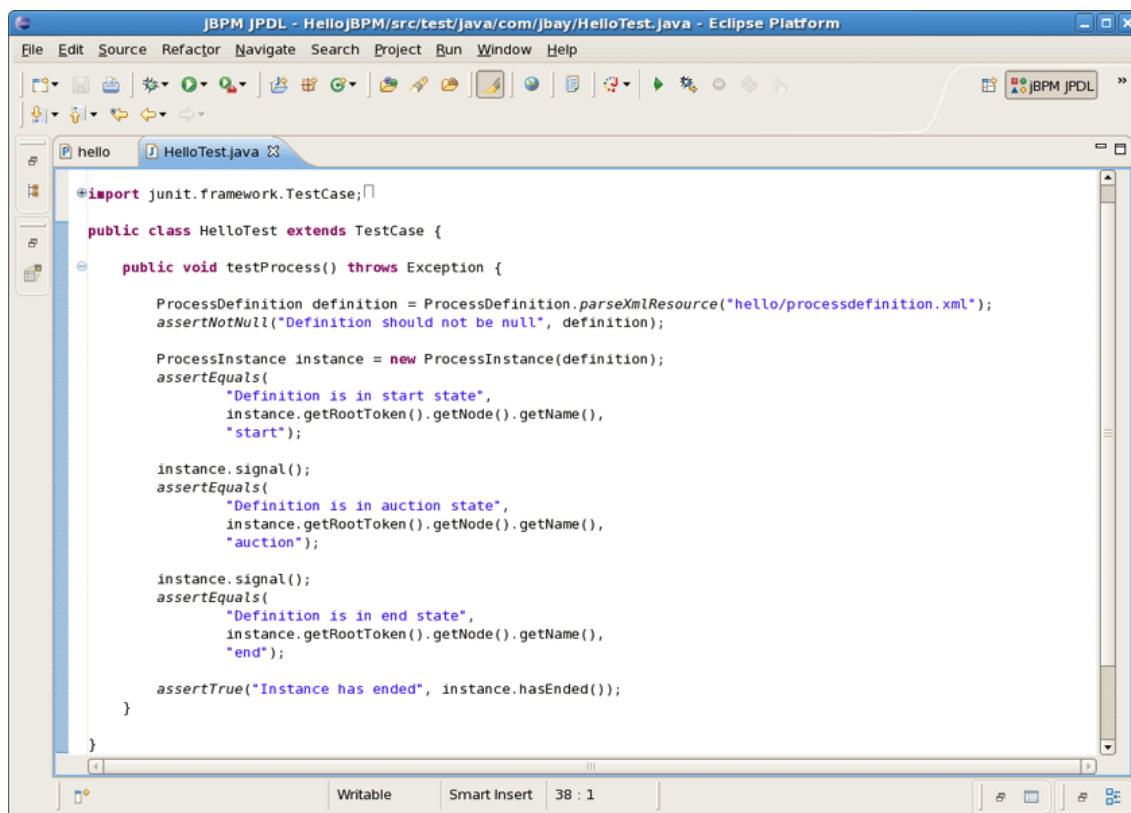 jBPM JPDL - HellojBPM/src/test/java/com/jbay/HelloTest.java - Eclipse Platform
File Edit Source Refactor Navigate Search Project Run Window Help
jBPM JPDL
hello HelloTest.java
import junit.framework.TestCase;
public class HelloTest extends TestCase {
public void testProcess() throws Exception {
ProcessDefinition definition = ProcessDefinition.parseXmlResource("hello/processdefinition.xml");
assertNotNull("Definition should not be null", definition);
ProcessInstance instance = new ProcessInstance(definition);
assertEquals(
"Definition is in start state",
instance.getRootToken().getNode().getName(),
"start");
instance.signal();
assertEquals(
"Definition is in auction state",
instance.getRootToken().getNode().getName(),
"auction");
instance.signal();
assertEquals(
"Definition is in end state",
instance.getRootToken().getNode().getName(),
"end");
assertTrue("Instance has ended", instance.hasEnded());
}
}
Writable Smart Insert 38 : 1